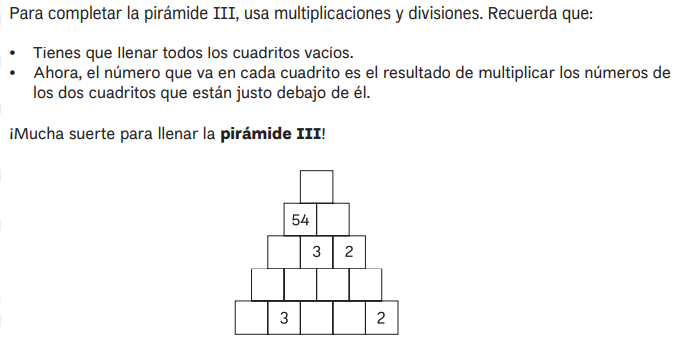 Para completar la pirámide III, usa multiplicaciones y divisiones. Recuerda que:
• Tienes que llenar todos los cuadritos vacíos.
• Ahora, el número que va en cada cuadrito es el resultado de multiplicar los números de
los dos cuadritos que están justo debajo de él.
¡Mucha suerte para llenar la pirámide III!
54
3 2
3 2